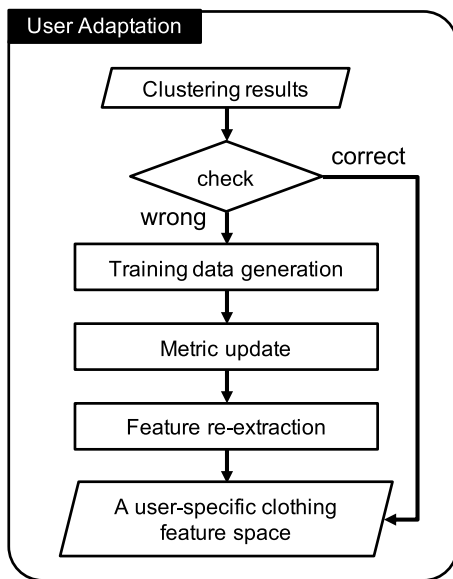 User Adaptation
Clustering results
check
correct
wrong
Training data generation
Metric update
Feature re-extraction
A user-specific clothing
feature space